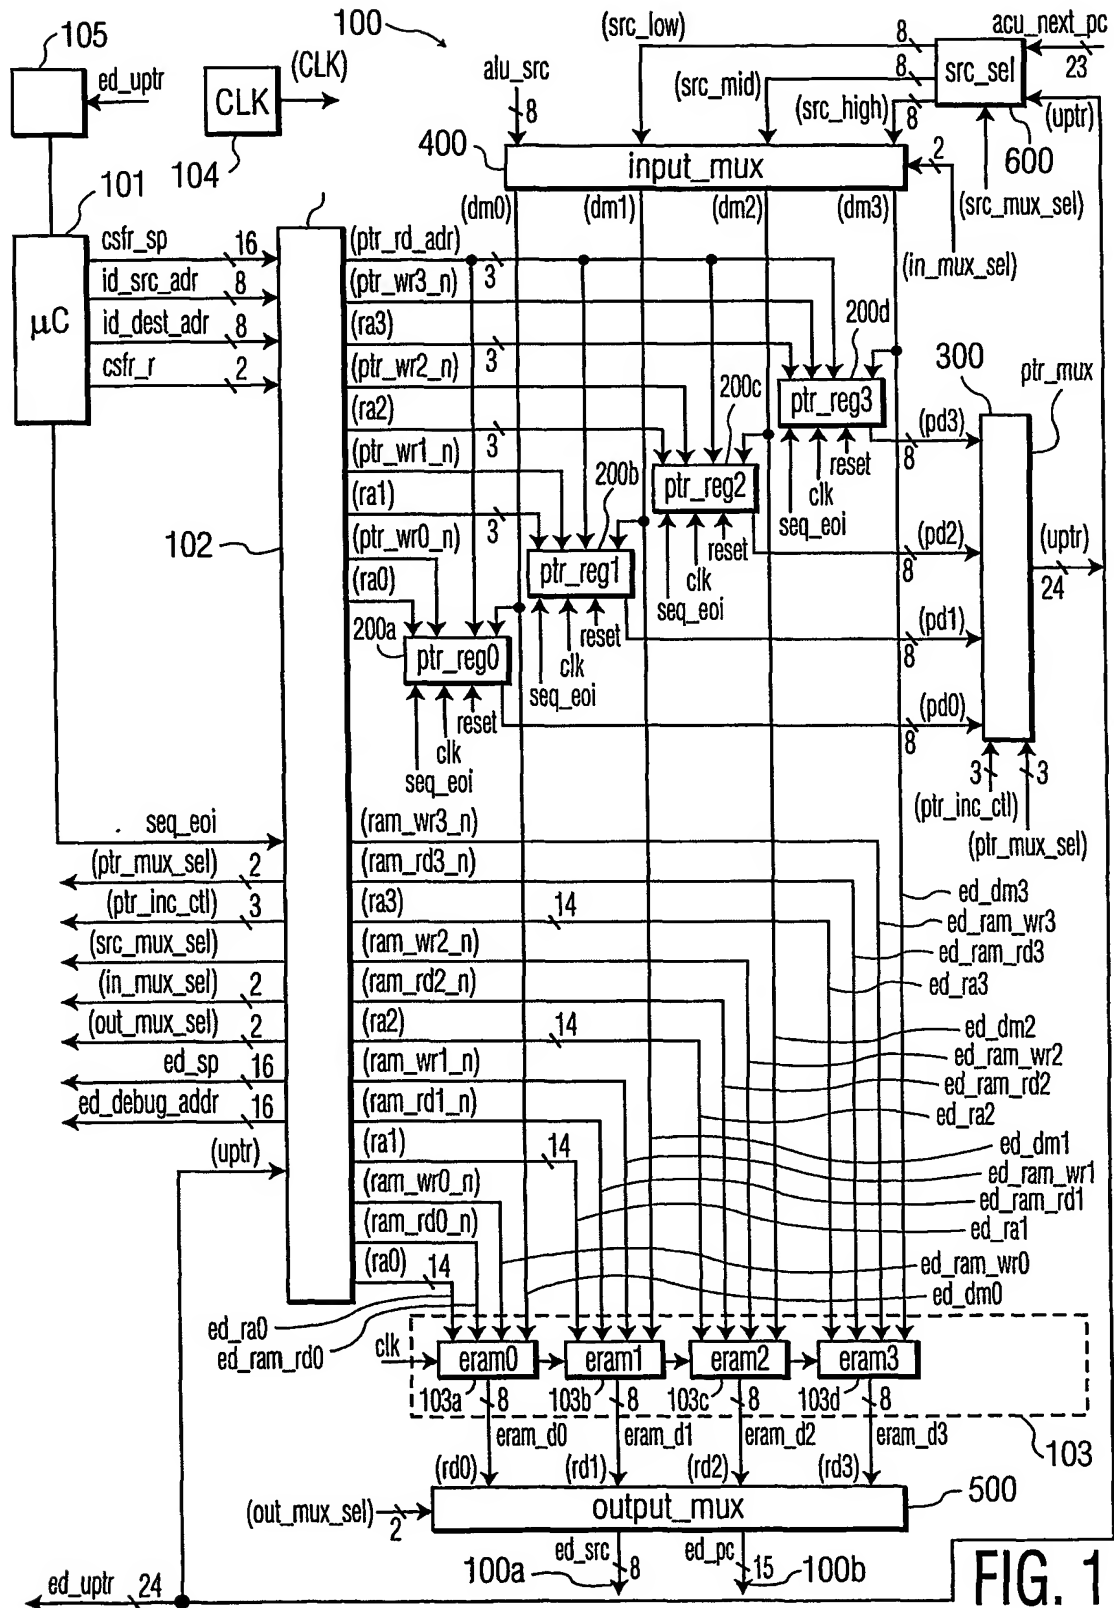 100
(src_low)
8
acu_next_pc
105
ed_uptr
(CLK)
CLK
104
alu_src
8
(src_mid)
8
src_sel
23
(src_high)
8
(uptr)
600
400
input_mux
2
(src_mux_sel)
(in_mux_sel)
101
(dm0)
(dm1)
(dm2)
(dm3)
μC
csfr_sp
16
id_src_adr
8
id_dest_adr
8
csfr_r
2
102
(ptr_rd_adr)
3
(ptr_wr3_n)
(ra3)
3
(ptr_wr2_n)
(ra2)
3
(ptr_wr1_n)
(ra1)
3
(ptr_wr0_n)
(ra0)
200d
ptr_reg3
reset
clk
seq_eoi
200c
ptr_reg2
reset
clk
seq_eoi
200b
ptr_reg1
reset
clk
seq_eoi
200a
ptr_reg0
reset
clk
seq_eoi
300
ptr_mux
(pd3)
8
(pd2)
8
(pd1)
8
(pd0)
8
(uptr)
24
3
3
(ptr_inc_ctl)
(ptr_mux_sel)
seq_eoi
(ptr_mux_sel)
2
(ptr_inc_ctl)
3
(src_mux_sel)
(in_mux_sel)
2
(out_mux_sel)
2
ed_sp
16
ed_debug_addr
16
(uptr)
(ram_wr3_n)
(ram_rd3_n)
(ra3)
14
(ram_wr2_n)
(ram_rd2_n)
(ra2)
14
(ram_wr1_n)
(ram_rd1_n)
(ra1)
14
(ram_wr0_n)
(ram_rd0_n)
(ra0)
14
ed_dm3
ed_ram_wr3
ed_ram_rd3
ed_ra3
ed_dm2
ed_ram_wr2
ed_ram_rd2
ed_ra2
ed_dm1
ed_ram_wr1
ed_ram_rd1
ed_ra1
ed_ram_wr0
ed_dm0
ed_ra0
ed_ram_rd0
clk
eram0
eram1
eram2
eram3
103a
8
103b
8
103c
8
103d
8
103
eram_d0
eram_d1
eram_d2
eram_d3
(rd0)
(rd1)
(rd2)
(rd3)
500
(out_mux_sel)
2
output_mux
ed_src
8
ed_pc
15
100a
100b
ed_uptr
24
FIG. 1